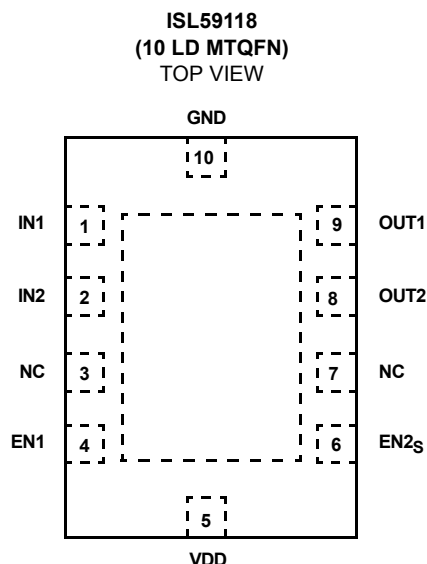 ISL59118
(10 LD MTQFN)
TOP VIEW
GND
10
IN1 1 9 OUT1
IN2 2 8 OUT2
NC 3 7 NC
EN1 4 6 EN2S
5
VDD